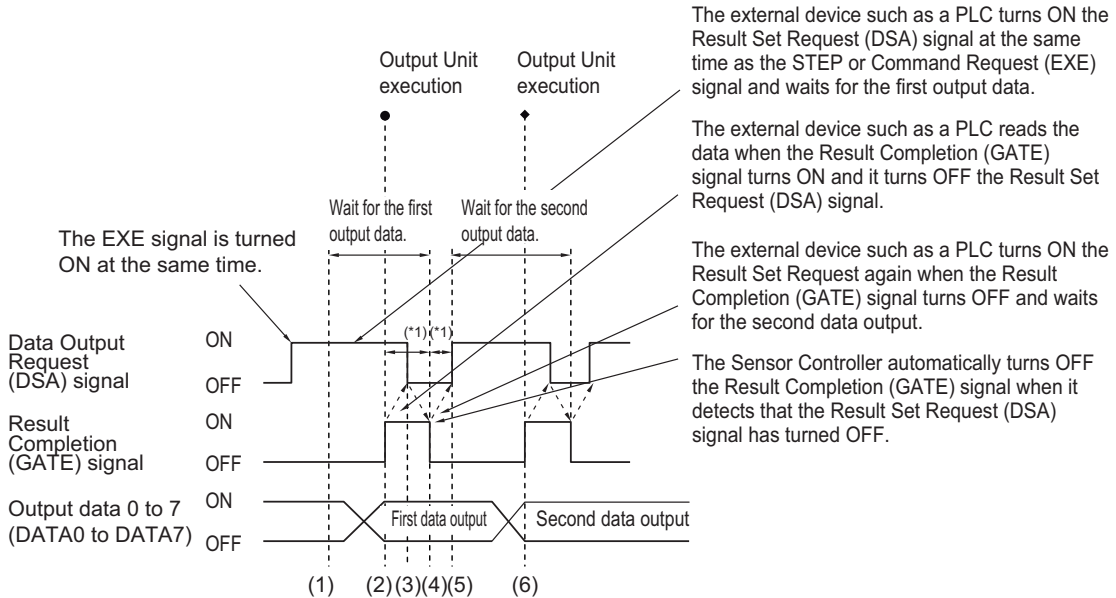 The external device such as a PLC turns ON the
Result Set Request (DSA) signal at the same
time as the STEP or Command Request (EXE)
signal and waits for the first output data.
Output Unit
execution
Output Unit
execution
The external device such as a PLC reads the
data when the Result Completion (GATE)
signal turns ON and it turns OFF the Result Set
Request (DSA) signal.
Wait for the first
output data.
Wait for the second
output data.
The EXE signal is turned
ON at the same time.
The external device such as a PLC turns ON the
Result Set Request again when the Result
Completion (GATE) signal turns OFF and waits
for the second data output.
(*1) (*1)
Data Output
Request
(DSA) signal
ON
OFF
The Sensor Controller automatically turns OFF
the Result Completion (GATE) signal when it
detects that the Result Set Request (DSA)
signal has turned OFF.
Result
Completion
(GATE) signal
ON
OFF
Output data 0 to 7
(DATA0 to DATA7)
ON
OFF
First data output
Second data output
(1) (2) (3) (4) (5) (6)